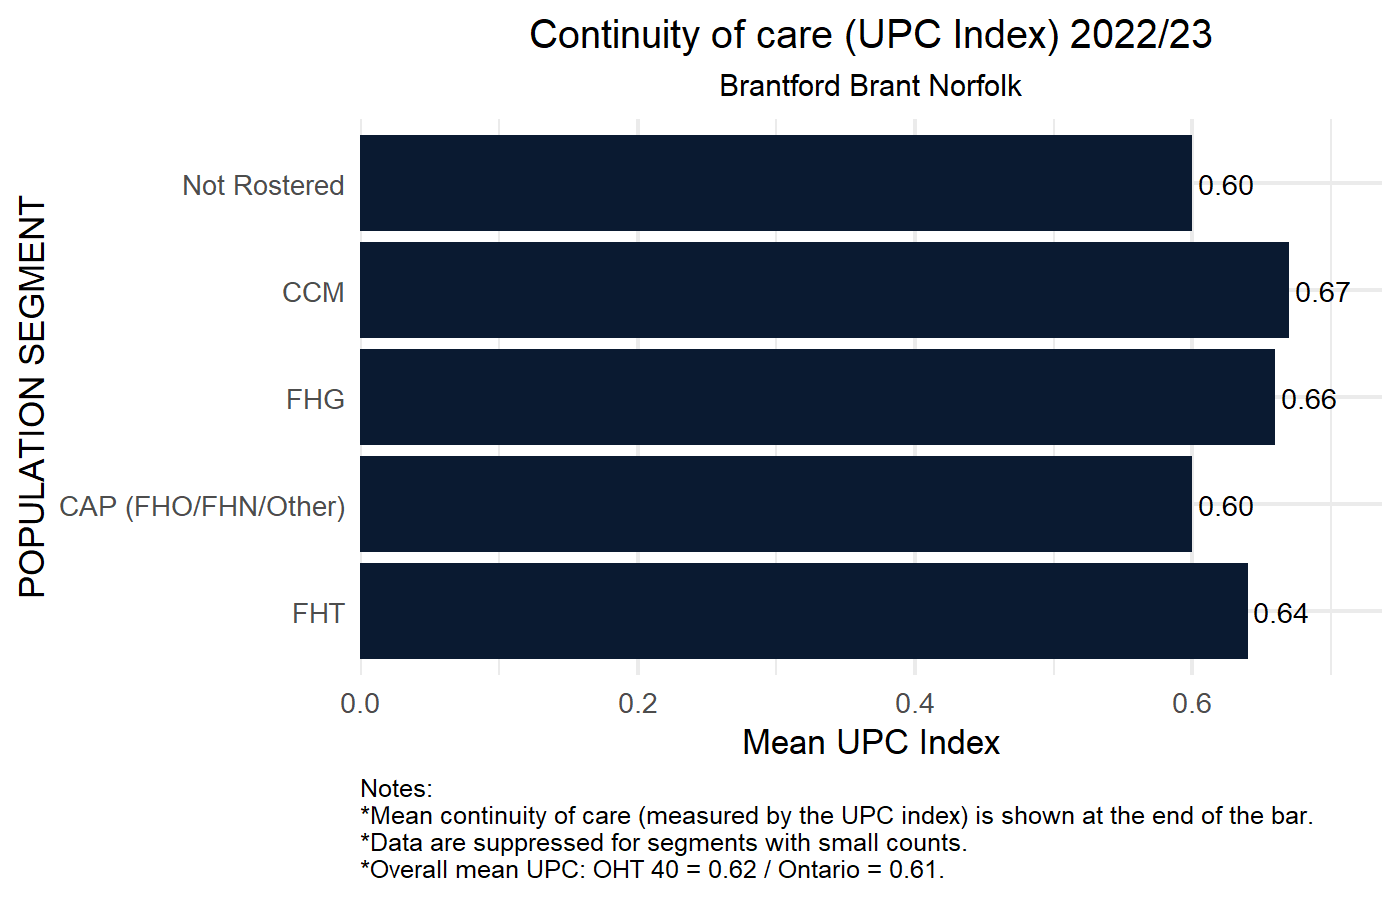 Continuity of care (UPC Index) 2022/23
Brantford Brant Norfolk
POPULATION SEGMENT
Not Rostered
0.60
CCM
0.67
FHG
0.66
CAP (FHO/FHN/Other)
0.60
FHT
0.64
0.0 0.2 0.4 0.6
Mean UPC Index
Notes:
*Mean continuity of care (measured by the UPC index) is shown at the end of the bar.
*Data are suppressed for segments with small counts.
*Overall mean UPC: OHT 40 = 0.62 / Ontario = 0.61.